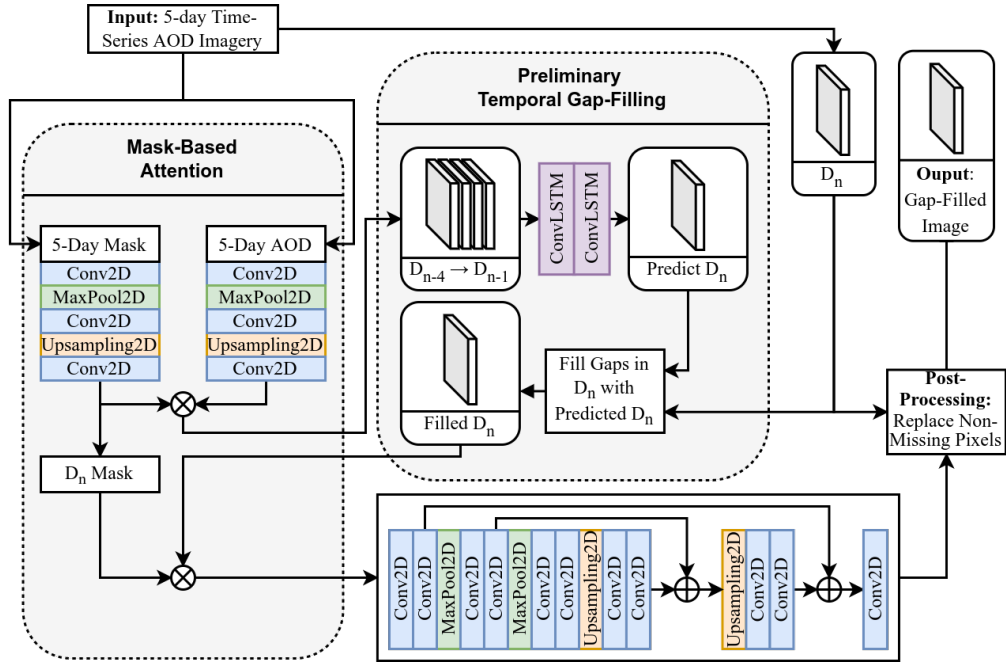 Input: 5-day Time-
Series AOD Imagery
Preliminary
Temporal Gap-Filling
Mask-Based
Attention
5-Day Mask
Conv2D
MaxPool2D
Conv2D
Upsampling2D
Conv2D
5-Day AOD
Conv2D
MaxPool2D
Conv2D
Upsampling2D
Conv2D
Dn Mask
Dn-4 → Dn-1
ConvLSTM
ConvLSTM
Predict Dn
Fill Gaps in
Dn with
Predicted Dn
Filled Dn
Dn
Ouput:
Gap-Filled
Image
Post-
Processing:
Replace Non-
Missing Pixels
Conv2D
Conv2D
MaxPool2D
Conv2D
Conv2D
MaxPool2D
Conv2D
Conv2D
Upsampling2D
Conv2D
Conv2D
Upsampling2D
Conv2D
Conv2D
Conv2D